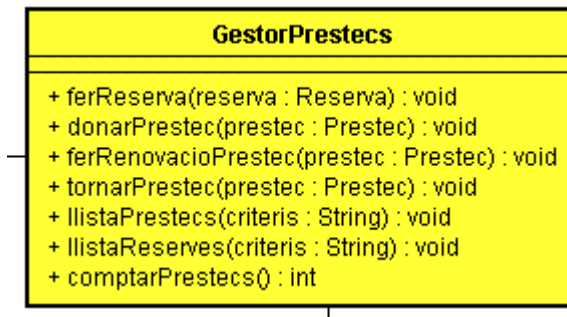 GestorPrestecs
+ ferReserva(reserva : Reserva) : void
+ donarPrestec(prestec : Prestec) : void
+ ferRenovacioPrestec(prestec : Prestec) : void
+ tornarPrestec(prestec : Prestec) : void
+ llistaPrestecs(criteris : String) : void
+ llistaReserves(criteris : String) : void
+ comptarPrestecs() : int